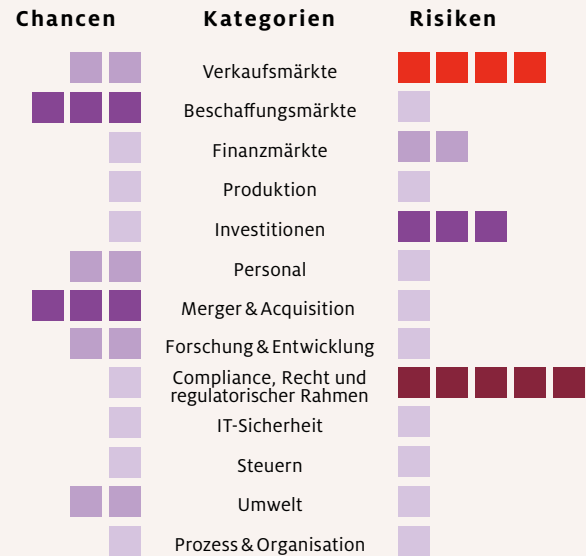 Chancen Kategorien Risiken
Verkaufsmärkte
Beschaffungsmärkte
Finanzmärkte
Produktion
Investitionen
Personal
Merger & Acquisition
Forschung & Entwicklung
Compliance, Recht und
regulatorischer Rahmen
IT-Sicherheit
Steuern
Umwelt
Prozess & Organisation